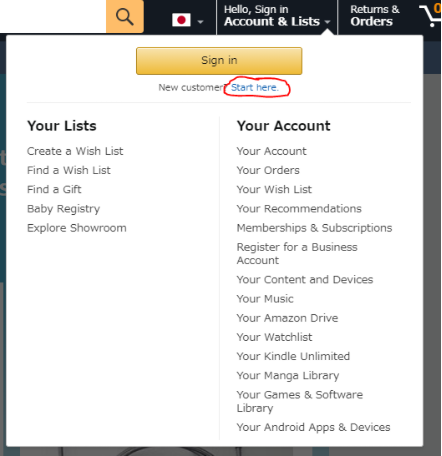 Hello, Sign in
Account & Lists
Returns &
Orders
0
Sign in
New customer? Start here.
Your Lists
Create a Wish List
Find a Wish List
Find a Gift
Baby Registry
Explore Showroom
Your Account
Your Account
Your Orders
Your Wish List
Your Recommendations
Memberships & Subscriptions
Register for a Business
Account
Your Content and Devices
Your Music
Your Amazon Drive
Your Watchlist
Your Kindle Unlimited
Your Manga Library
Your Games & Software
Library
Your Android Apps & Devices